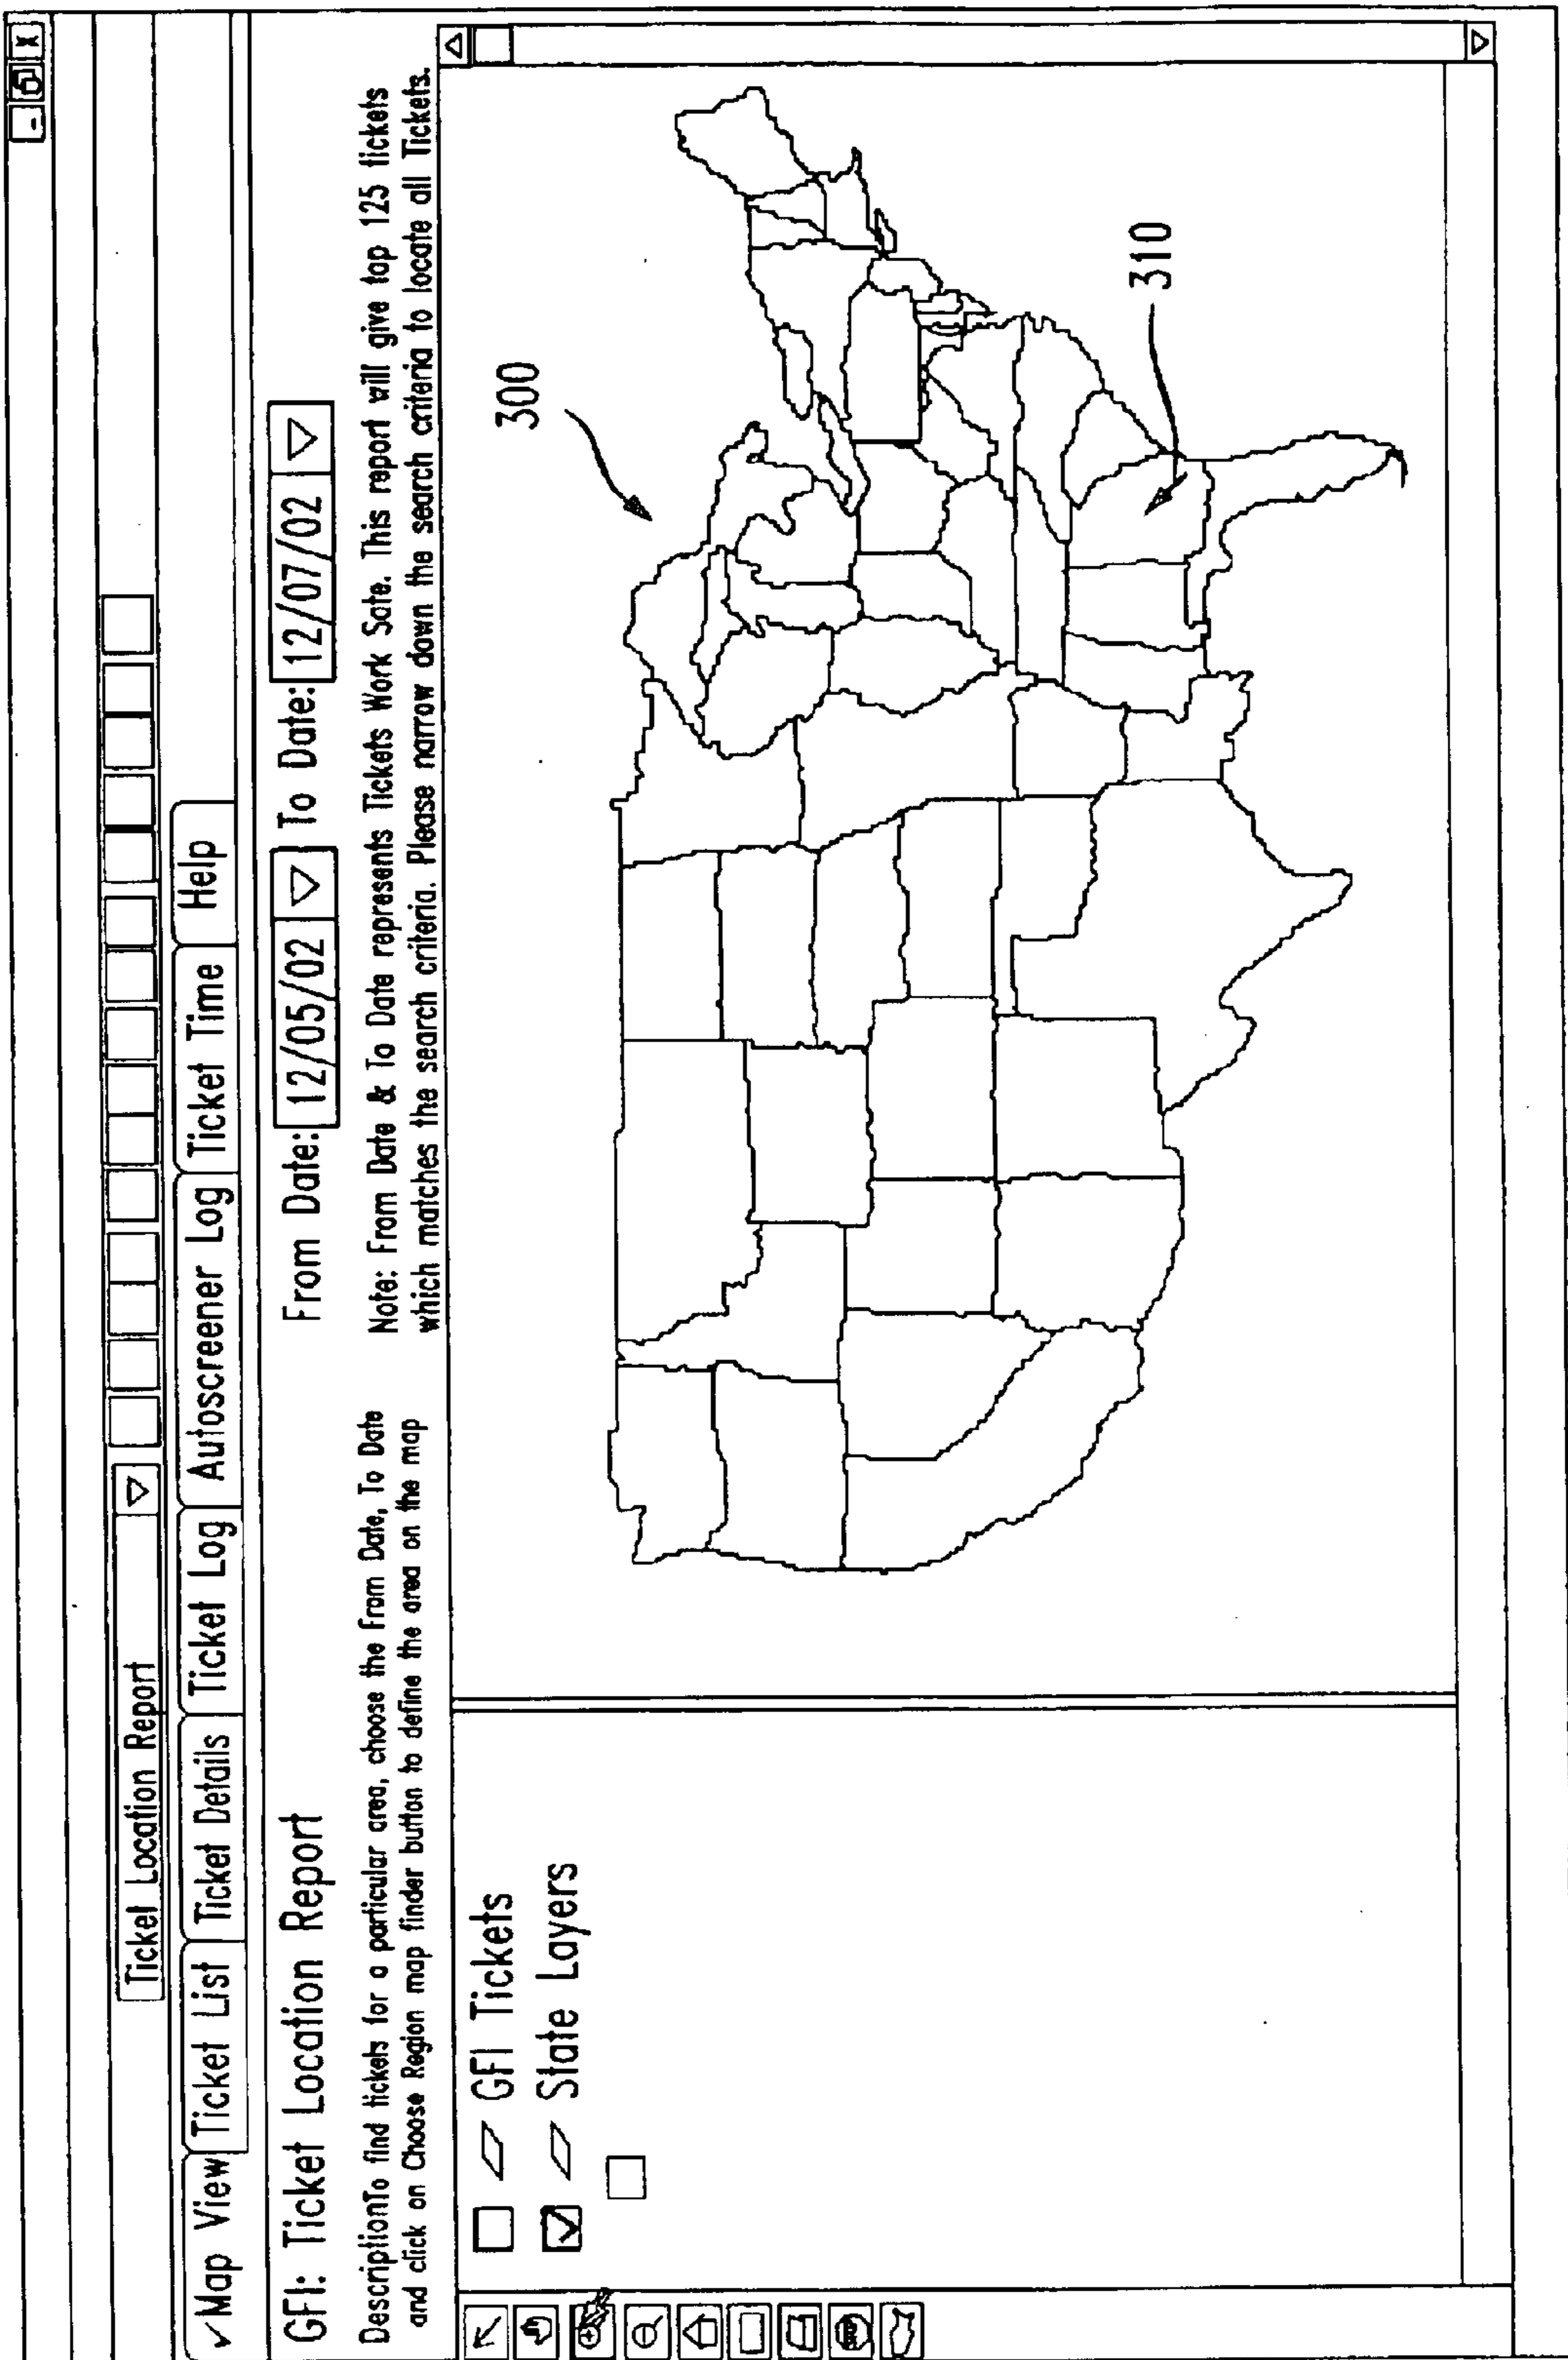 Ticket Location Report
✓Map View Ticket List Ticket Details Ticket Log Autoscreener Log Ticket Time Help
GFI: Ticket Location Report From Date: 12/05/02 To Date: 12/07/02
DescriptionTo find tickets for a particular area, choose the From Date, To Date
and click on Choose Region map finder button to define the area on the map
Note: From Date & To Date represents Tickets Work Sate. This report will give top 125 tickets
which matches the search criteria. Please narrow down the search criteria to locate all Tickets.
GFI Tickets
State Layers
300
310